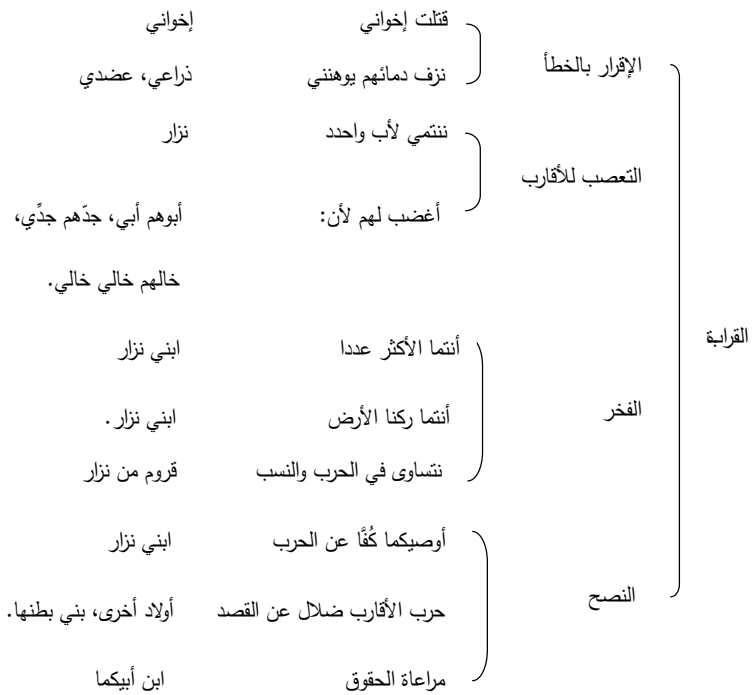 قتلت إخواني إخواني
الإقرار بالخطأ
نزف دمائهم يوهنني ذراعي، عضدي
ننتمي لأب واحدد نزار
التعصب للأقارب
أغضب لهم لأن: أبوهم أبي، جدّهم جدِّي،
خالهم خالي خالي.
القرابة
أنتما الأكثر عددا ابني نزار
الفخر
أنتما ركنا الأرض ابني نزار.
نتساوى في الحرب والنسب قروم من نزار
أوصيكما كُفَّا عن الحرب ابني نزار
النصح
حرب الأقارب ضلال عن القصد أولاد أخرى، بني بطنها.
مراعاة الحقوق ابن أبيكما